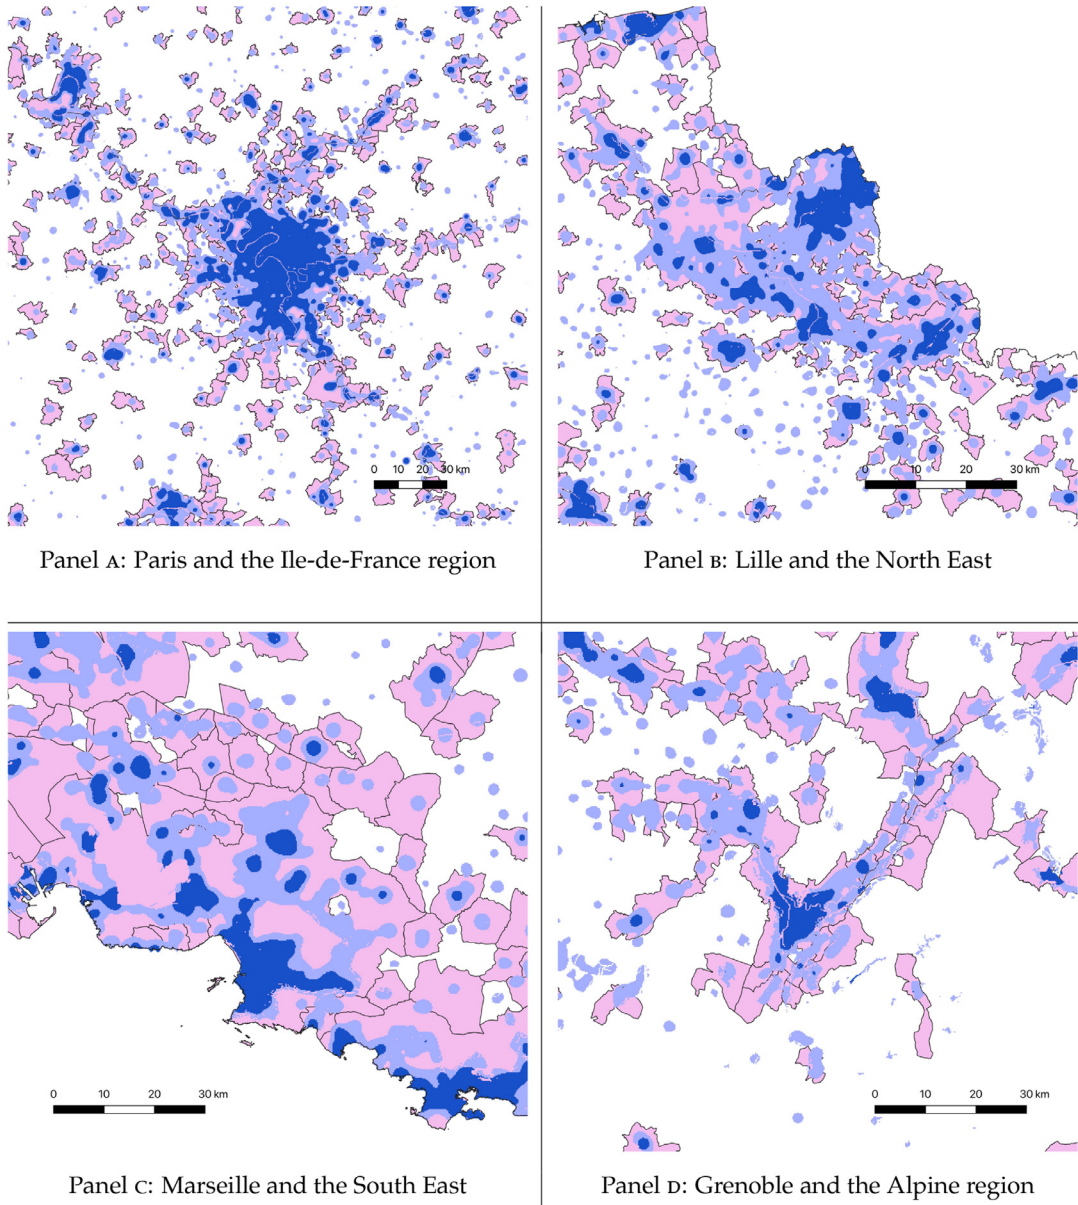 0 10 20 30 km
0 10 20 30 km
Panel A: Paris and the Ile-de-France region
Panel B: Lille and the North East
0 10 20 30 km
0 10 20 30 km
Panel C: Marseille and the South East
Panel D: Grenoble and the Alpine region